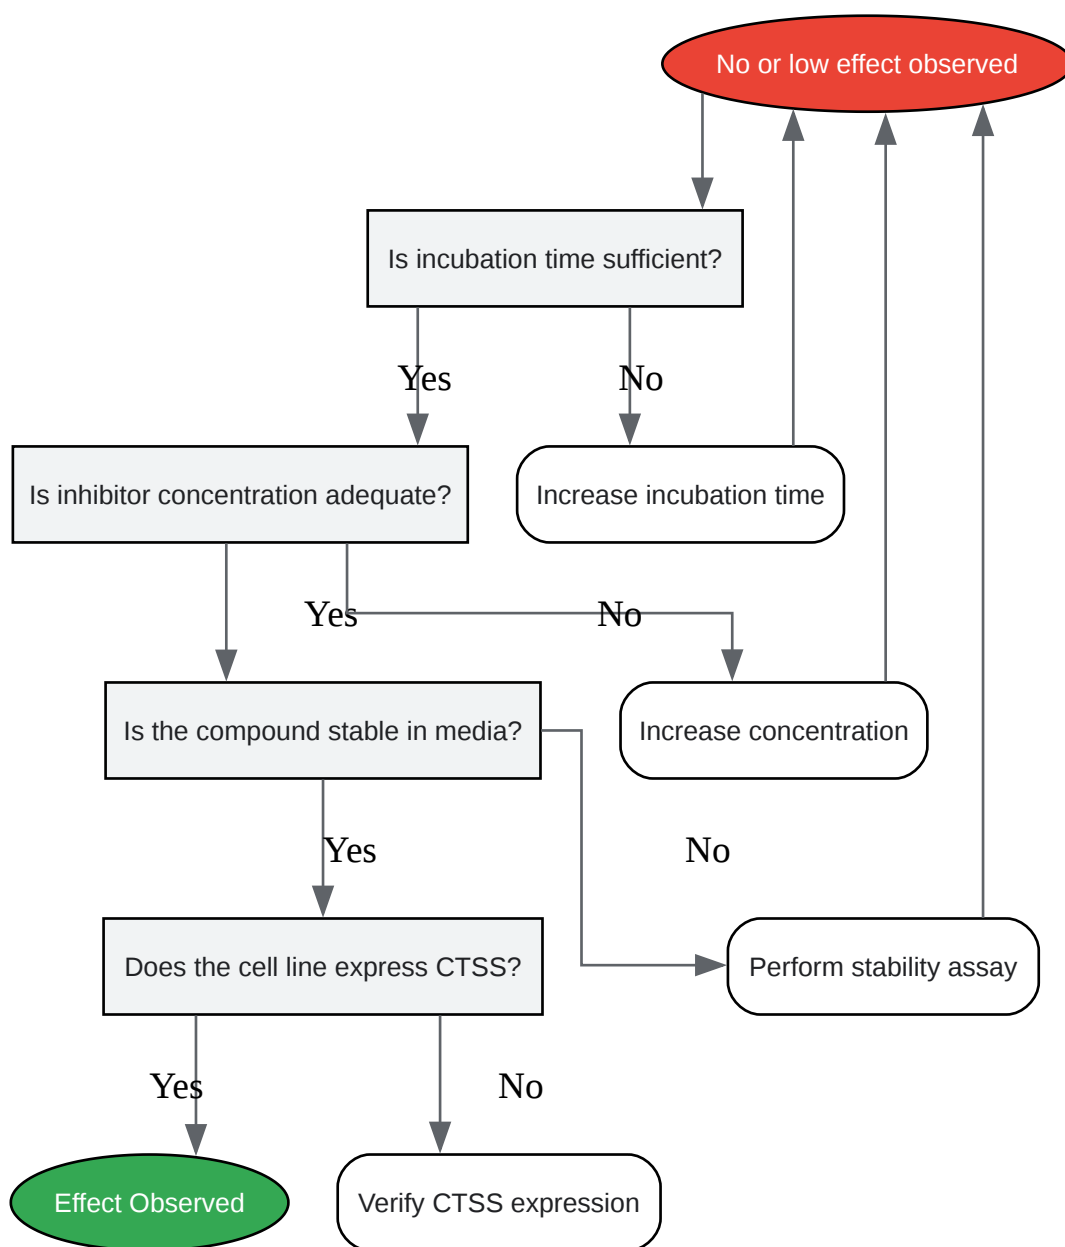 No or low effect observed
Is incubation time sufficient?
Yes
No
Is inhibitor concentration adequate?
Increase incubation time
Yes
No
Is the compound stable in media?
Increase concentration
Yes
No
Does the cell line express CTSS?
Perform stability assay
Yes
No
Effect Observed
Verify CTSS expression